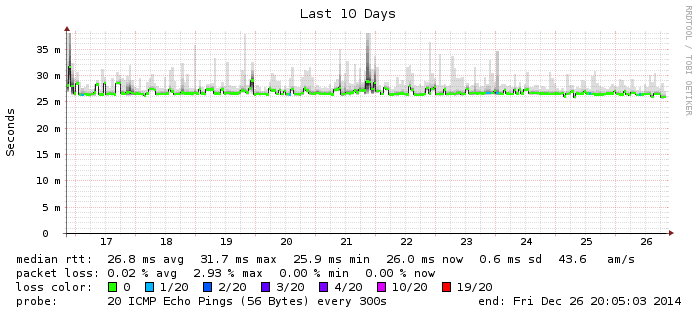 Last 10 Days
RRDTOOL / TOBI OETIKER
Seconds
35 m
30 m
25 m
20 m
15 m
10 m
5 m
0
17 18 19 20 21 22 23 24 25 26
median rtt: 26.8 ms avg 31.7 ms max 25.9 ms min 26.0 ms now 0.6 ms sd 43.6 am/s
packet loss: 0.02 % avg 2.93 % max 0.00 % min 0.00 % now
loss color: 0 1/20 2/20 3/20 4/20 10/20 19/20
probe: 20 ICMP Echo Pings (56 Bytes) every 300s end: Fri Dec 26 20:05:03 2014